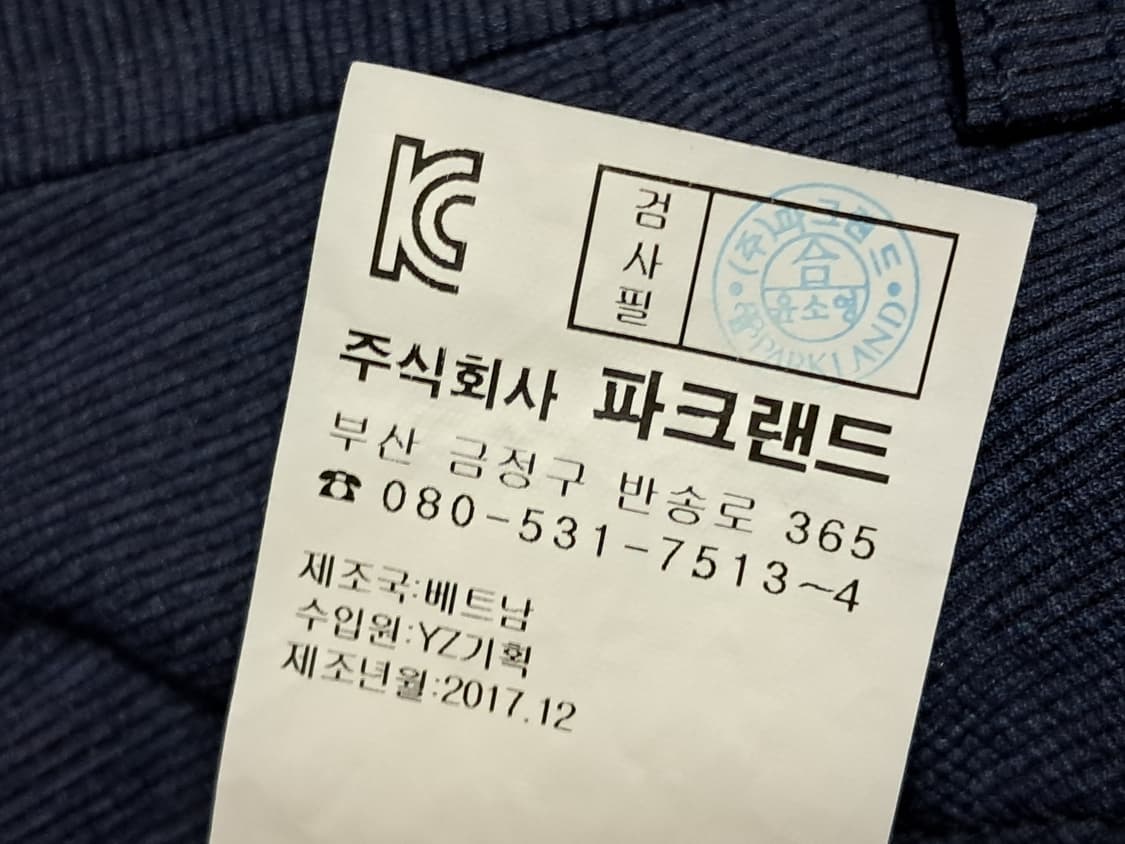 KC
검사필
(주)파크랜드
합
윤소영
PARKLAND
주식회사 파크랜드
부산 금정구 반송로 365
☎ 080-531-7513~4
제조국:베트남
수입원:YZ기획
제조년월:2017.12